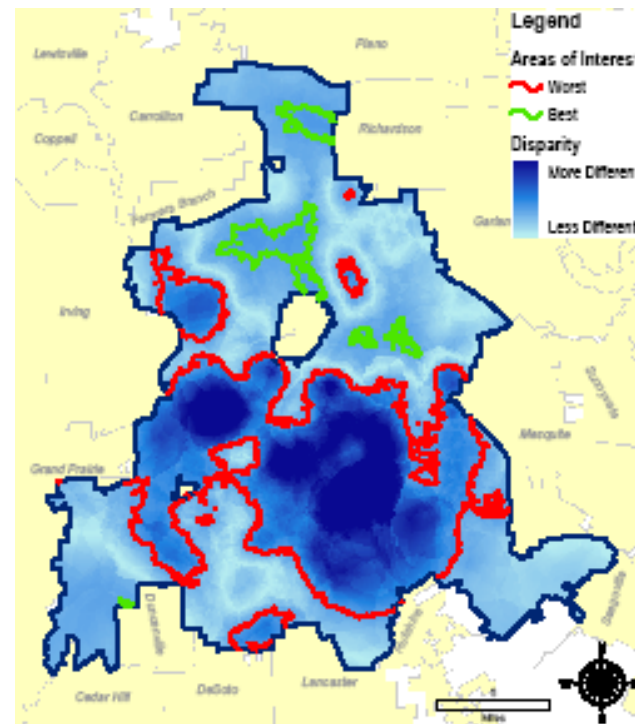 Legend
Plano
Lewisville
Areas of Interest
Worst
Carrollton
Best
Richardson
Coppell
Disparity
More Differen
Farmers Branch
Garlan
Less Different
Irving
Sunnyvale
Mesquite
Grand Prairie
Duncanville
Lancaster
DeSoto
Cedar Hill
Miles